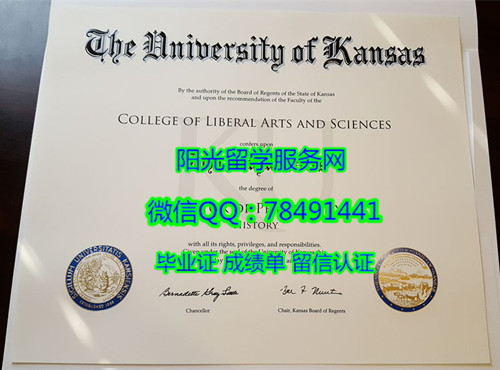 The University of Kansas
By the authority of the Board of Regents of the State of Kansas
and upon the recommendation of the Faculty of the
COLLEGE OF LIBERAL ARTS AND SCIENCES
confers upon
阳光留学服务网
the degree of
微信QQ:78491441
HISTORY
with all its rights, privileges, and responsibilities.
毕业证 成绩单 留信认证
Chancellor
Chair, Kansas Board of Regents